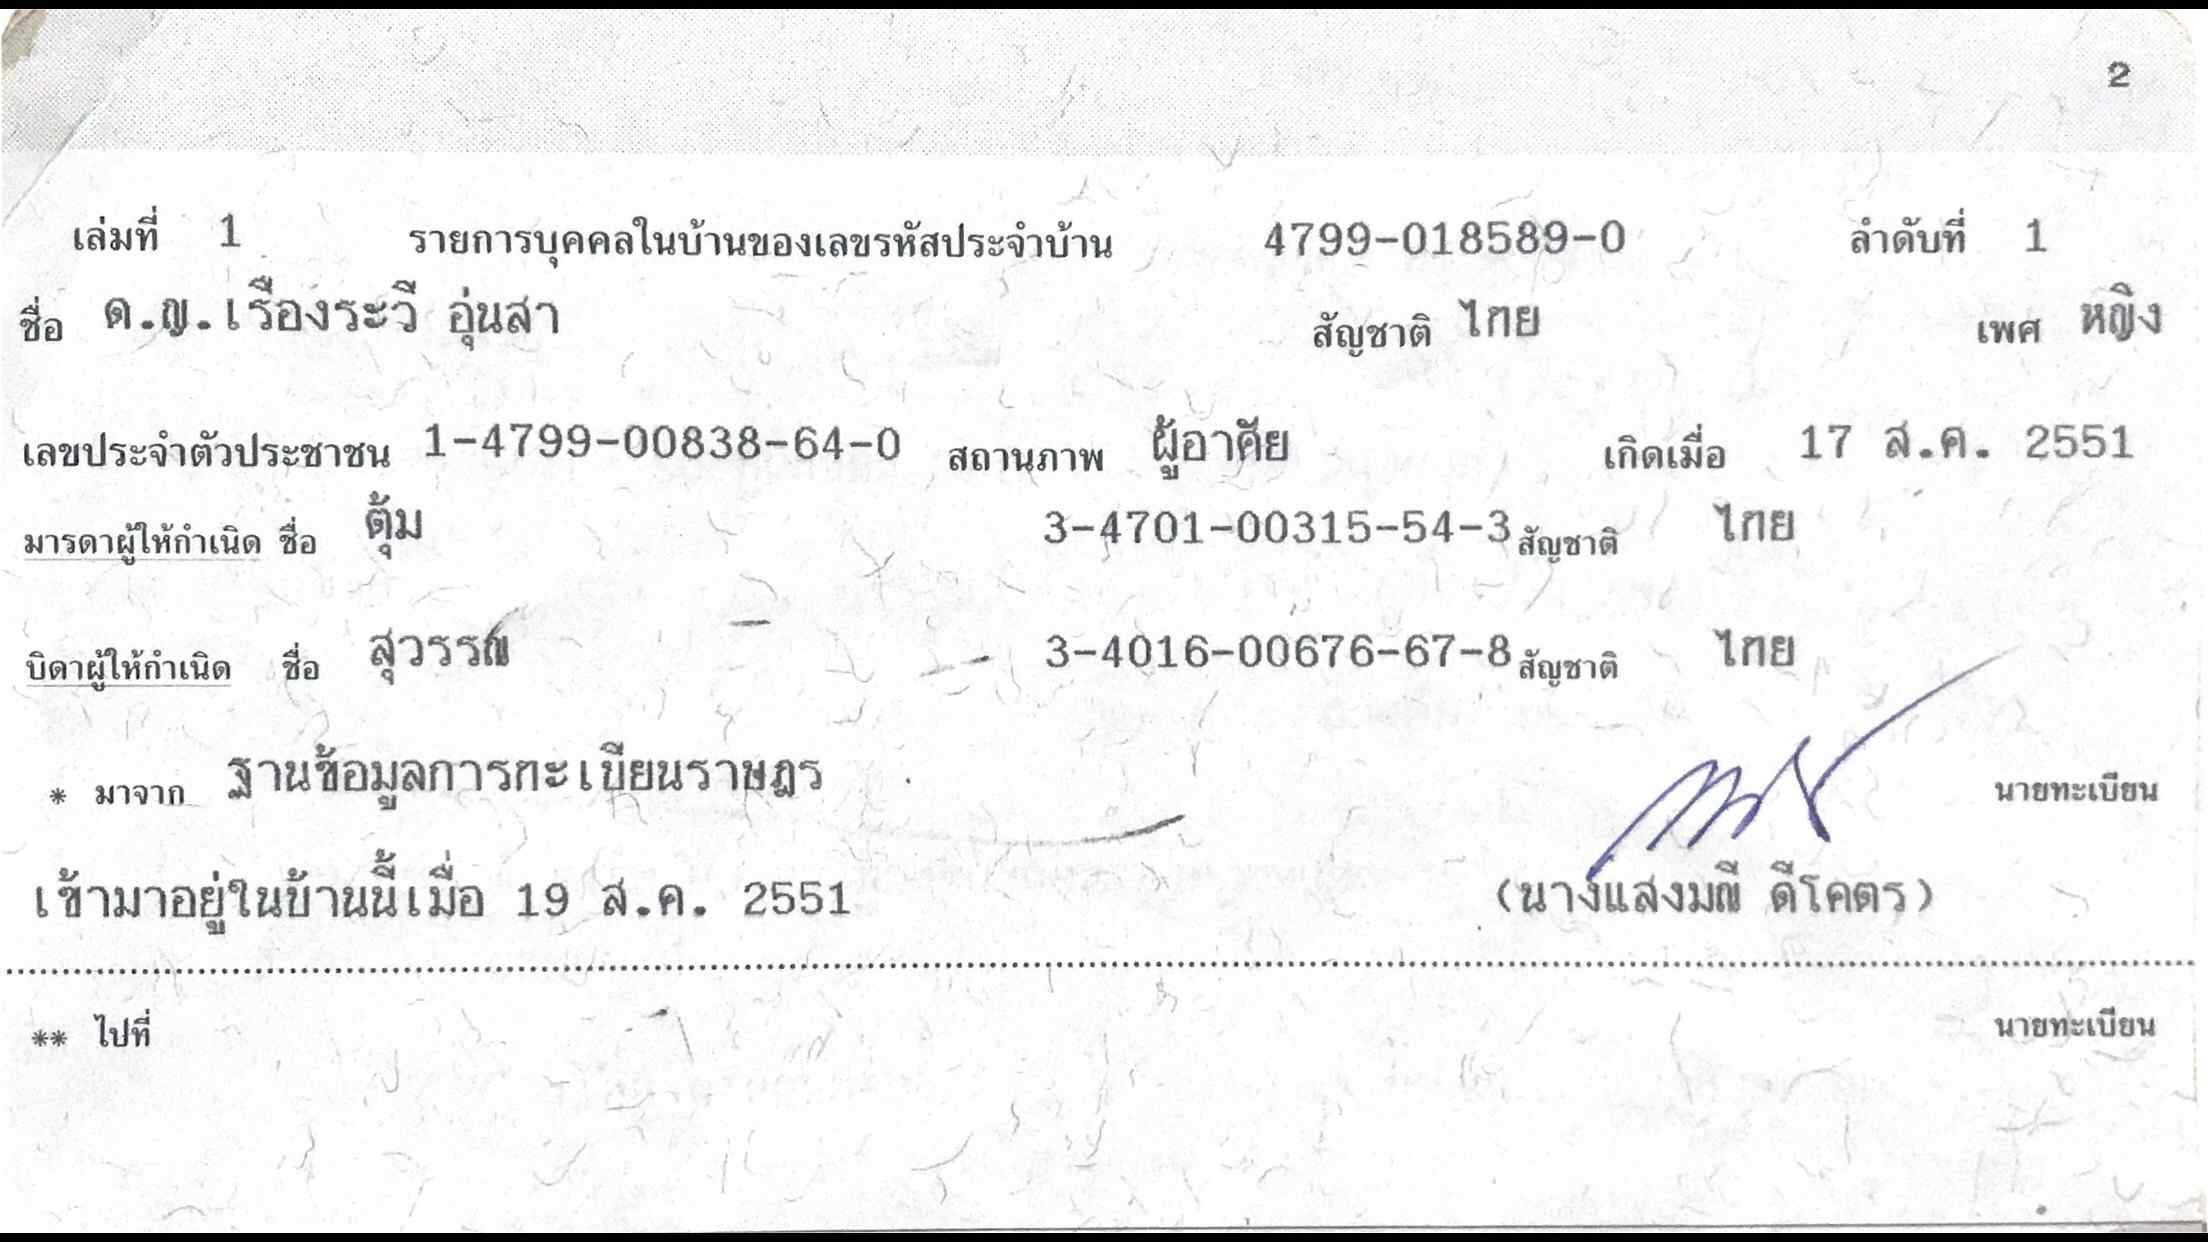 2
เล่มที่ 1 รายการบุคคลในบ้านของเลขรหัสประจำบ้าน 4799-018589-0 ลำดับที่ 1
ชื่อ ด.ญ.เรืองระวี อุ่นสา สัญชาติ ไทย เพศ หญิง
เลขประจำตัวประชาชน 1-4799-00838-64-0 สถานภาพ ผู้อาศัย เกิดเมื่อ 17 ส.ค. 2551
มารดาผู้ให้กำเนิด ชื่อ ตุ้ม 3-4701-00315-54-3 สัญชาติ ไทย
บิดาผู้ให้กำเนิด ชื่อ สุวรรณ 3-4016-00676-67-8 สัญชาติ ไทย
* มาจาก ฐานข้อมูลการทะเบียนราษฎร นายทะเบียน
เข้ามาอยู่ในบ้านนี้เมื่อ 19 ส.ค. 2551 (นางแสงมณี ดีโคตร)
** ไปที่ นายทะเบียน